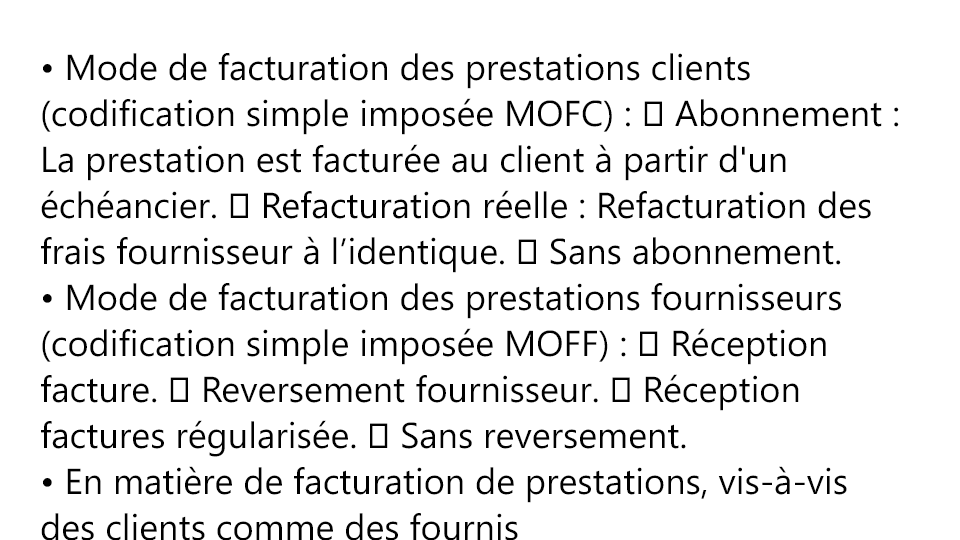 • Mode de facturation des prestations clients
(codification simple imposée MOFC) : ▯ Abonnement :
La prestation est facturée au client à partir d'un
échéancier. ▯ Refacturation réelle : Refacturation des
frais fournisseur à l’identique. ▯ Sans abonnement.
• Mode de facturation des prestations fournisseurs
(codification simple imposée MOFF) : ▯ Réception
facture. ▯ Reversement fournisseur. ▯ Réception
factures régularisée. ▯ Sans reversement.
• En matière de facturation de prestations, vis-à-vis
des clients comme des fournis